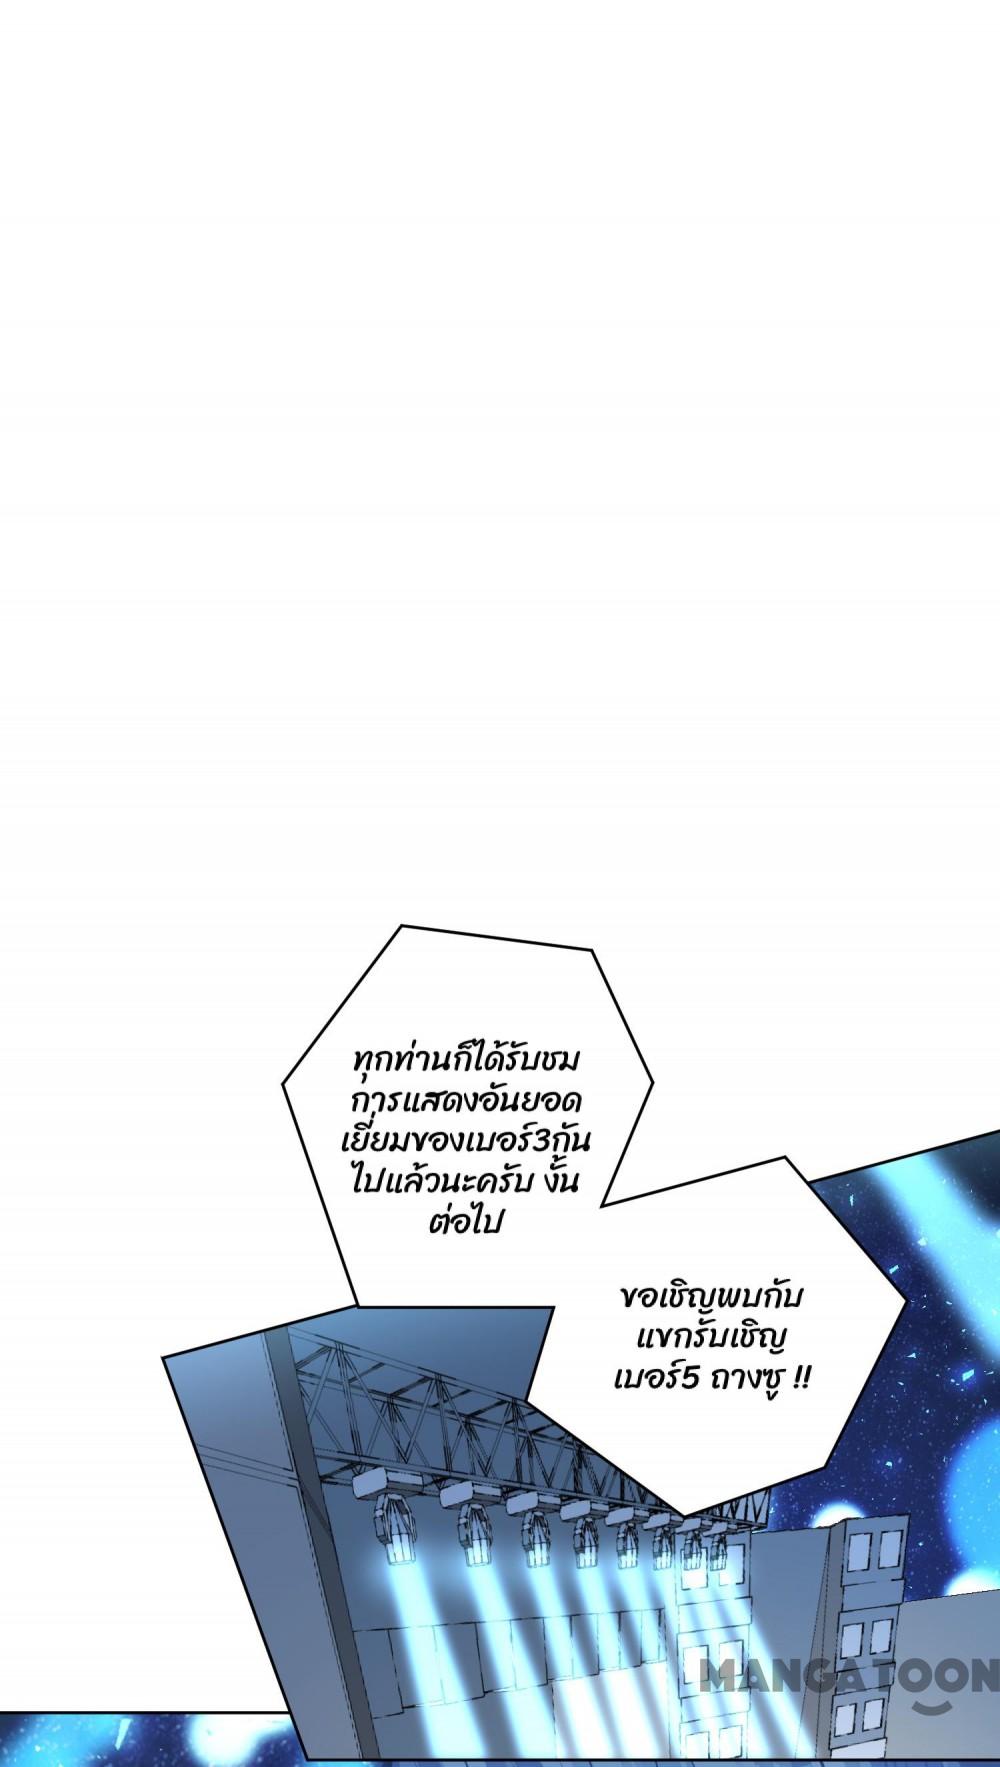 ทุกท่านก็ได้รับชม
การแสดงอันยอด
เยี่ยมของเบอร์3กัน
ไปแล้วนะครับ งั้น
ต่อไป
ขอเชิญพบกับ
แขกรับเชิญ
เบอร์5 ถางซู !!
MANGATOON